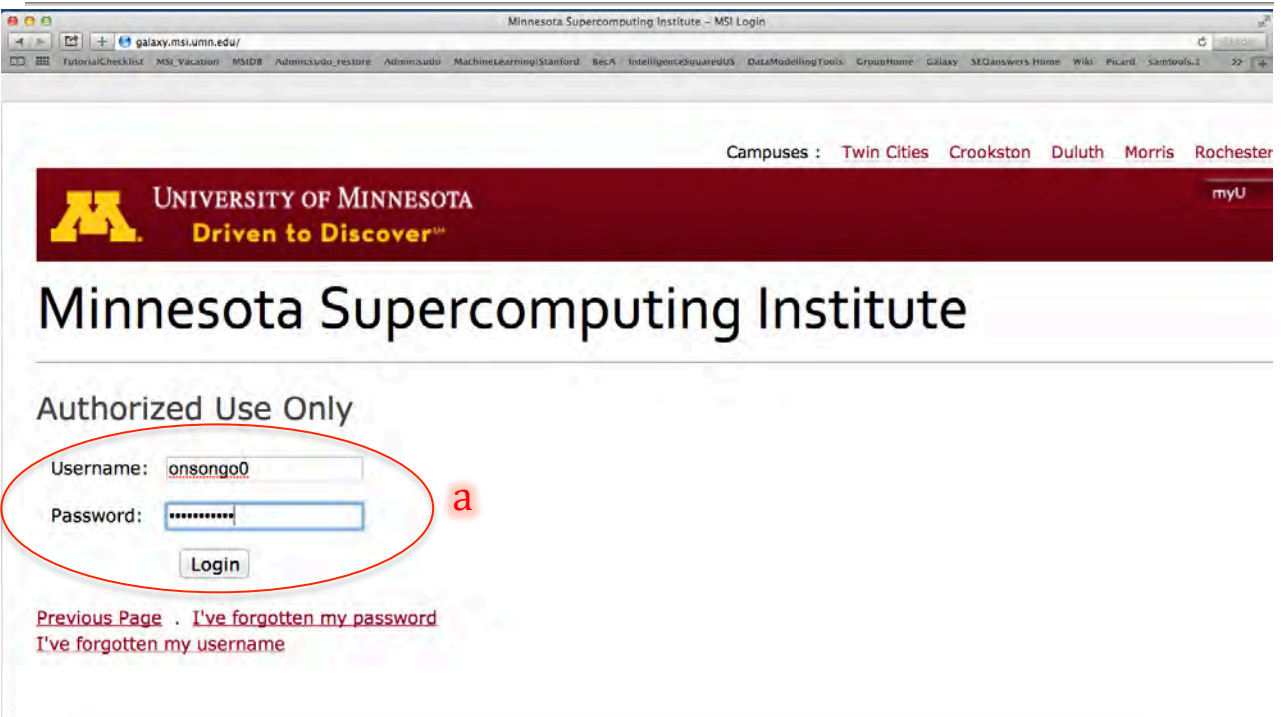 Minnesota Supercomputing Institute – MSI Login
galaxy.msi.umn.edu/
TutorialChecklist MSI_Vacation MSIDB Admin:sudo_restore Admin:sudo MachineLearning|Stanford BecA IntelligenceSquaredUS DataModellingTools GroupHome Galaxy SEQanswers Home Wiki Picard samtools.1 >> +
Campuses : Twin Cities Crookston Duluth Morris Rochester
myU
UNIVERSITY OF MINNESOTA
Driven to Discover℠
Minnesota Supercomputing Institute
Authorized Use Only
Username: onsongo0
a
Password: •••••••••••
Login
Previous Page . I've forgotten my password
I've forgotten my username